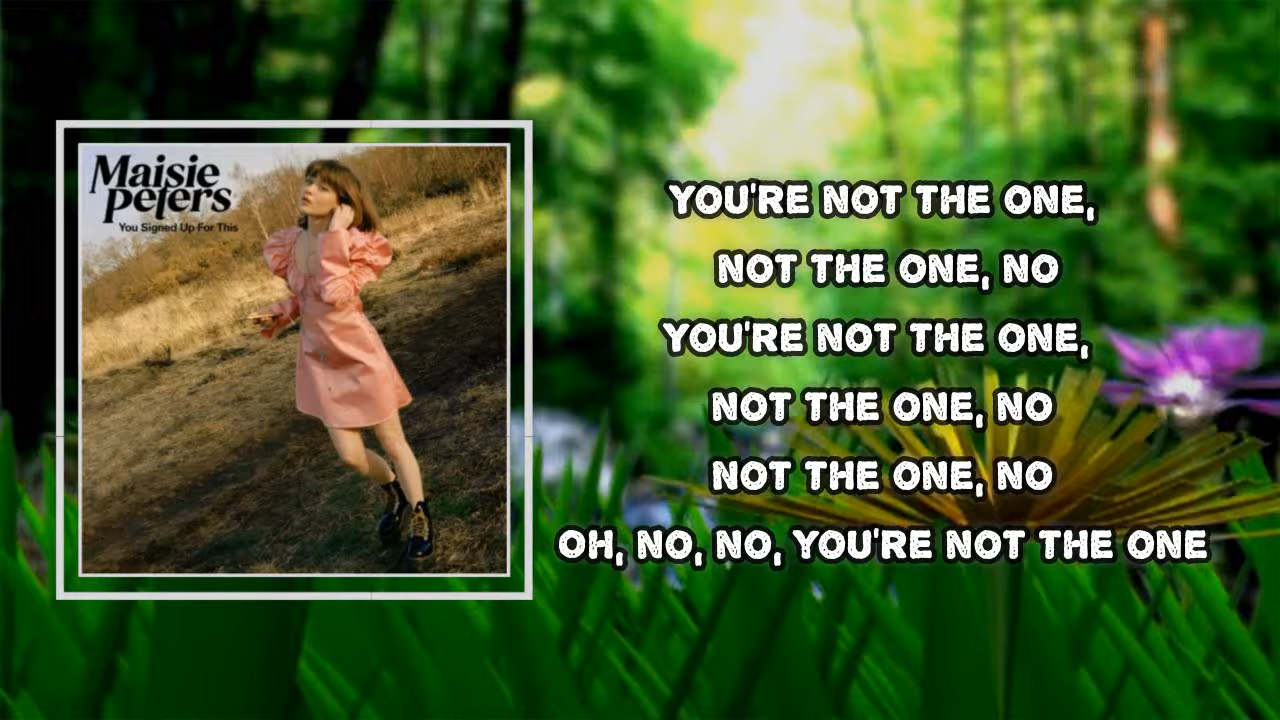 Maisie
Peters
You Signed Up For This
YOU'RE NOT THE ONE,
NOT THE ONE, NO
YOU'RE NOT THE ONE,
NOT THE ONE, NO
NOT THE ONE, NO
OH, NO, NO, YOU'RE NOT THE ONE